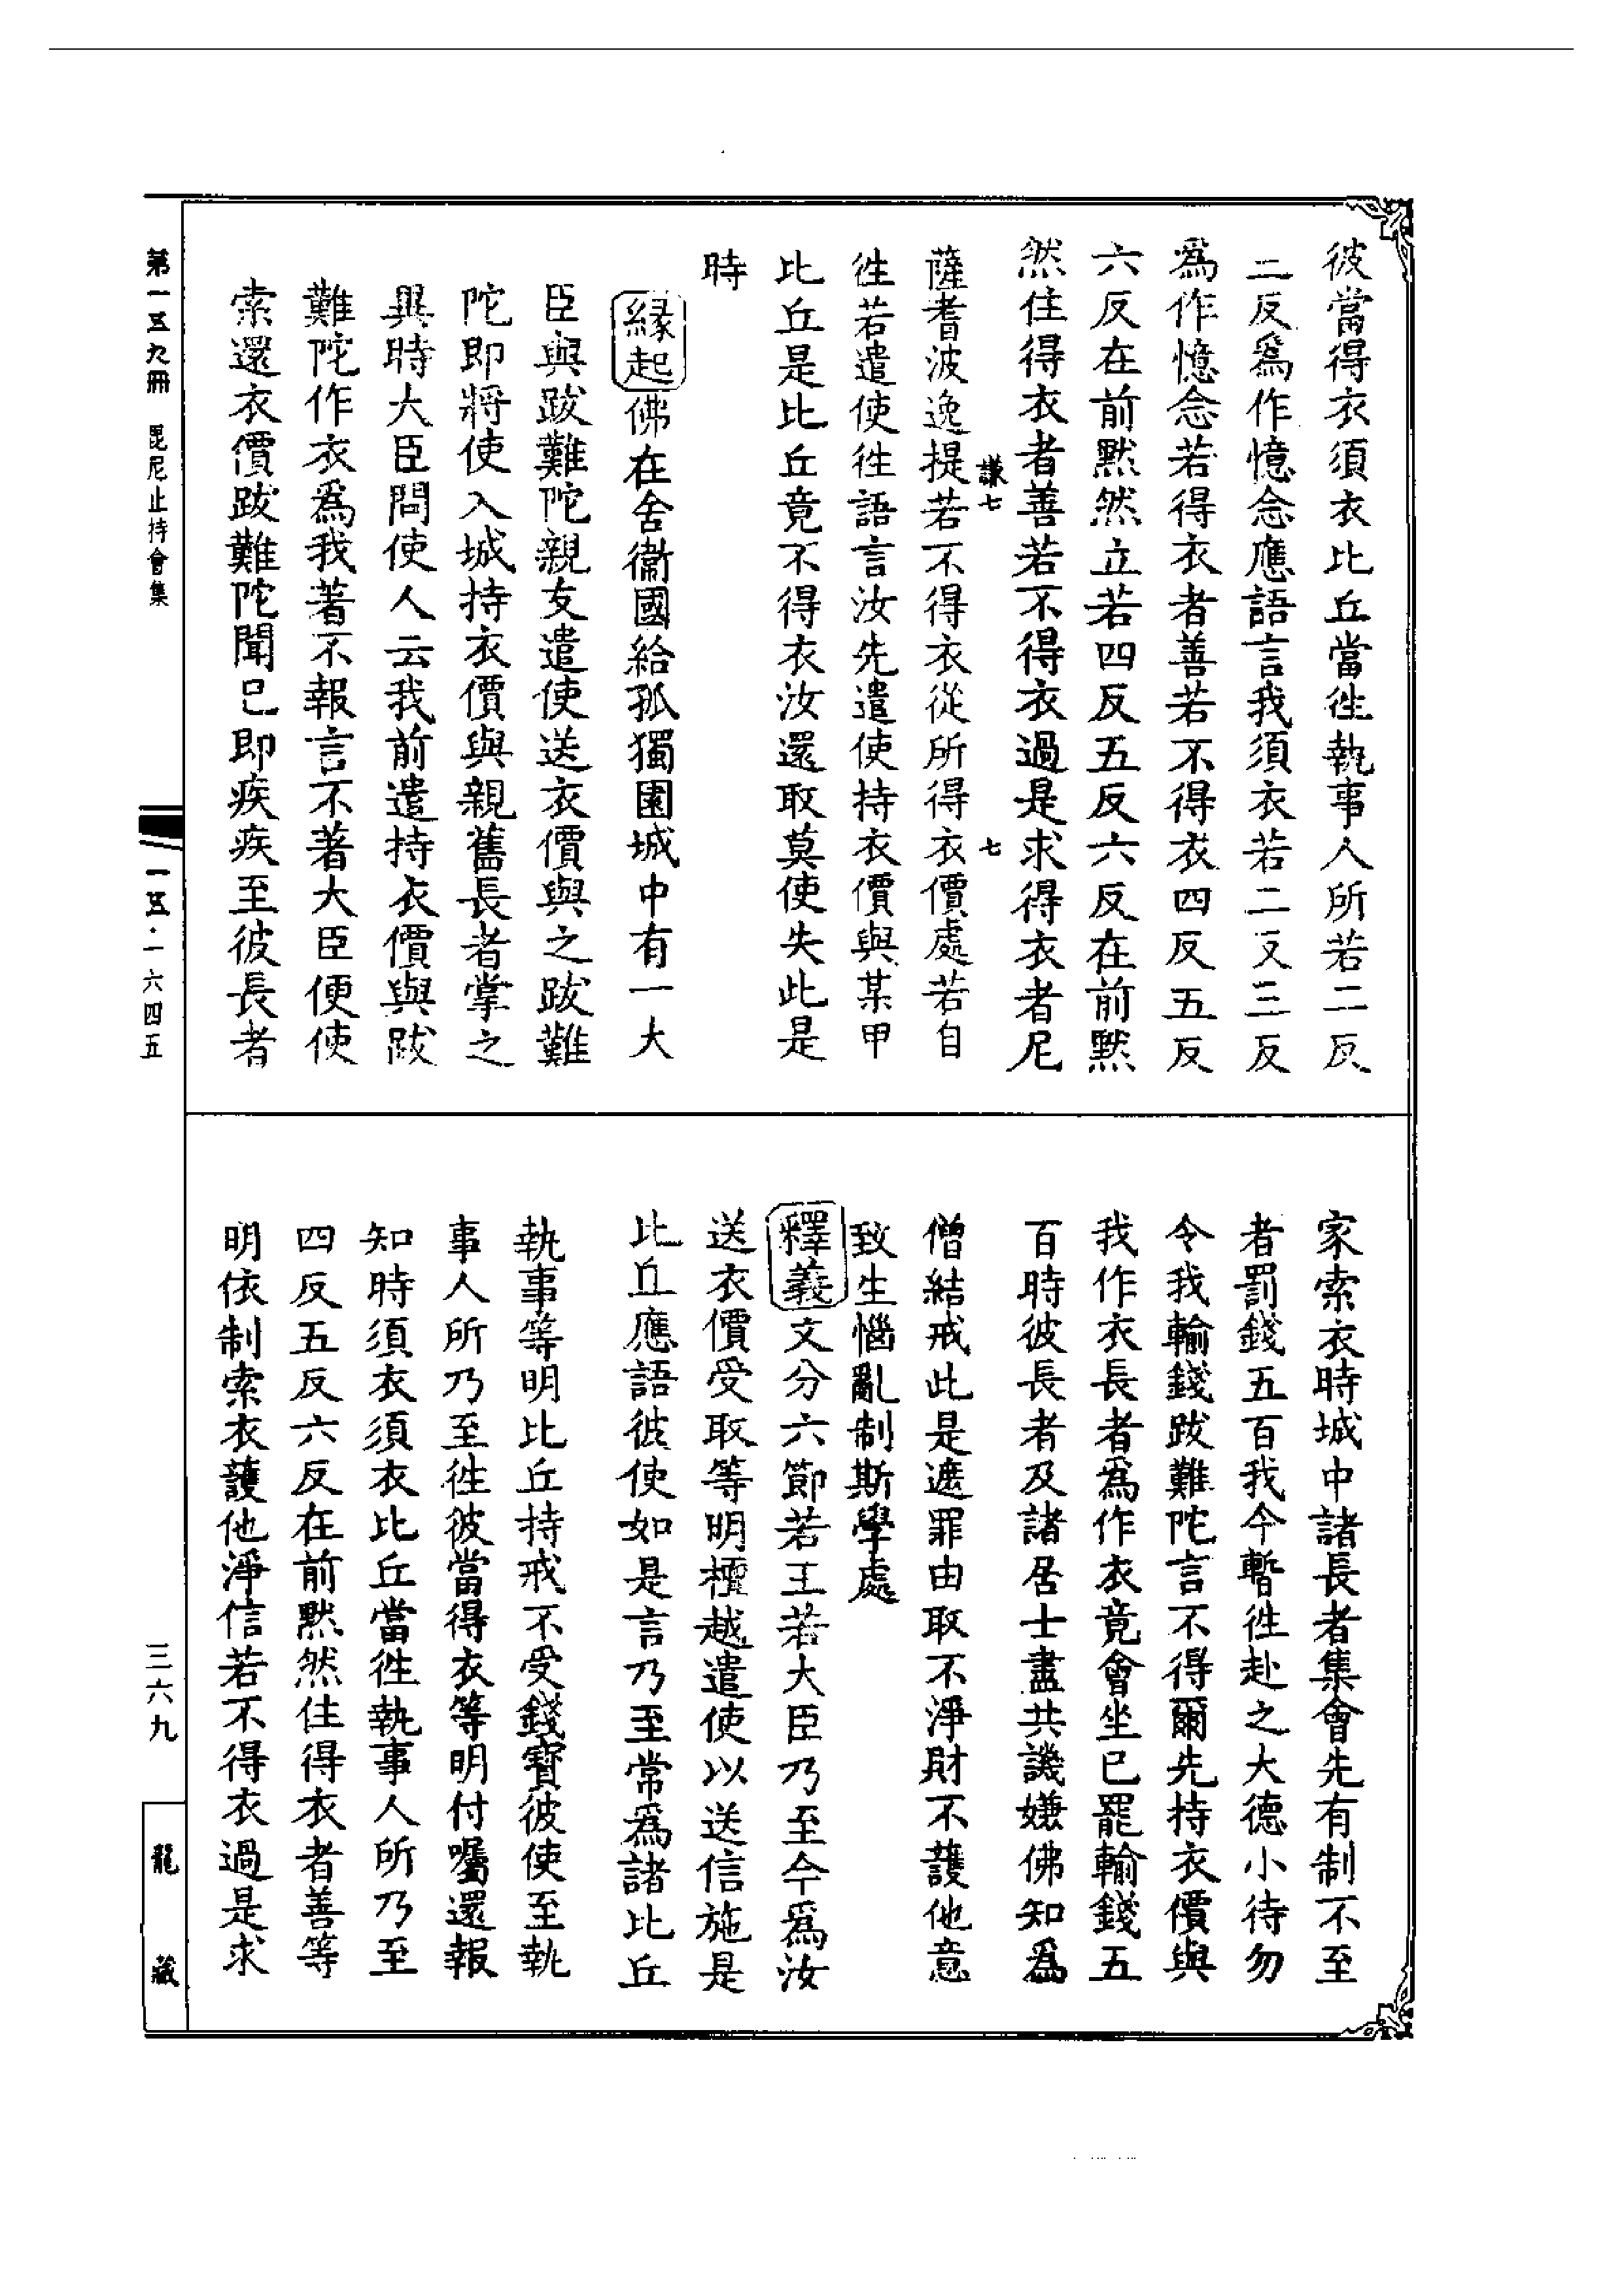 彼當得衣須衣比丘當徃執事人所若二反
三反爲作憶念應語言我須衣若二反三反
爲作憶念若得衣者善若不得衣四反五反
六反在前默然立若四反五反六反在前默
然住得衣者善若不得衣過是求得衣者尼
謙七 七
薩耆波逸提若不得衣從所得衣價處若自
徃若遣使徃語言汝先遣使持衣價與某甲
比丘是比丘竟不得衣汝還取莫使失此是
時
緣起佛在舍衞國給孤獨園城中有一大
臣與跋難陀親友遣使送衣價與之跋難
陀即將使入城持衣價與親舊長者掌之
異時大臣問使人云我前遣持衣價與跋
難陀作衣爲我著不報言不著大臣便使
索還衣價跋難陀聞已即疾疾至彼長者
家索衣時城中諸長者集會先有制不至
者罰錢五百我今暫徃赴之大德小待勿
令我輸錢跋難陀言不得爾先持衣價與
我作衣長者爲作衣竟會坐已罷輸錢五
百時彼長者及諸居士盡共譏嫌佛知爲
僧結戒此是遮罪由取不淨財不護他意
致生惱亂制斯學處
釋義文分六節若王若大臣乃至今爲汝
送衣價受取等明檀越遣使以送信施是
比丘應語彼使如是言乃至常爲諸比丘
執事等明比丘持戒不受錢寶彼使至執
事人所乃至徃彼當得衣等明付囑還報
知時須衣須衣比丘當徃執事人所乃至
四反五反六反在前默然住得衣者善等
明依制索衣護他淨信若不得衣過是求
第一五九冊 毘尼止持會集
一五·一六四五
三六九
龍藏